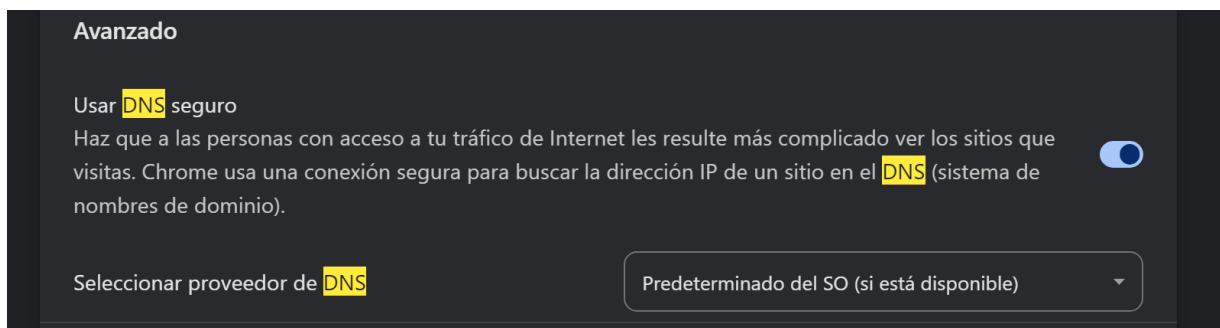 Avanzado
Usar DNS seguro
Haz que a las personas con acceso a tu tráfico de Internet les resulte más complicado ver los sitios que
visitas. Chrome usa una conexión segura para buscar la dirección IP de un sitio en el DNS (sistema de
nombres de dominio).
Seleccionar proveedor de DNS
Predeterminado del SO (si está disponible)